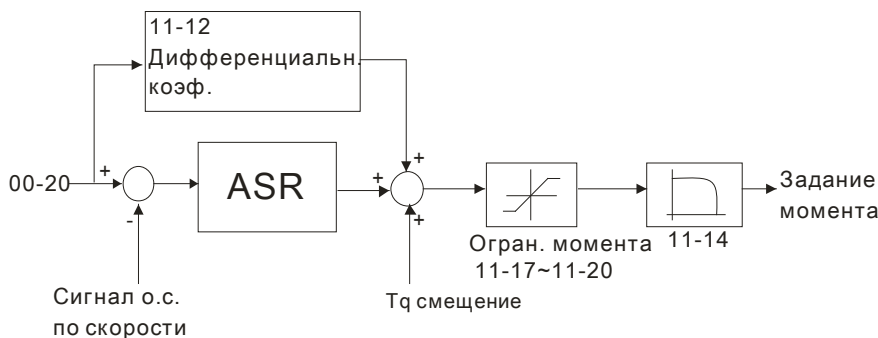 11-12
Дифференциальн.
коэф.
+
00-20
+
-
ASR
+
+
Огран. момента
11-17~11-20
11-14
Задание
момента
Сигнал о.с.
по скорости
Tq смещение